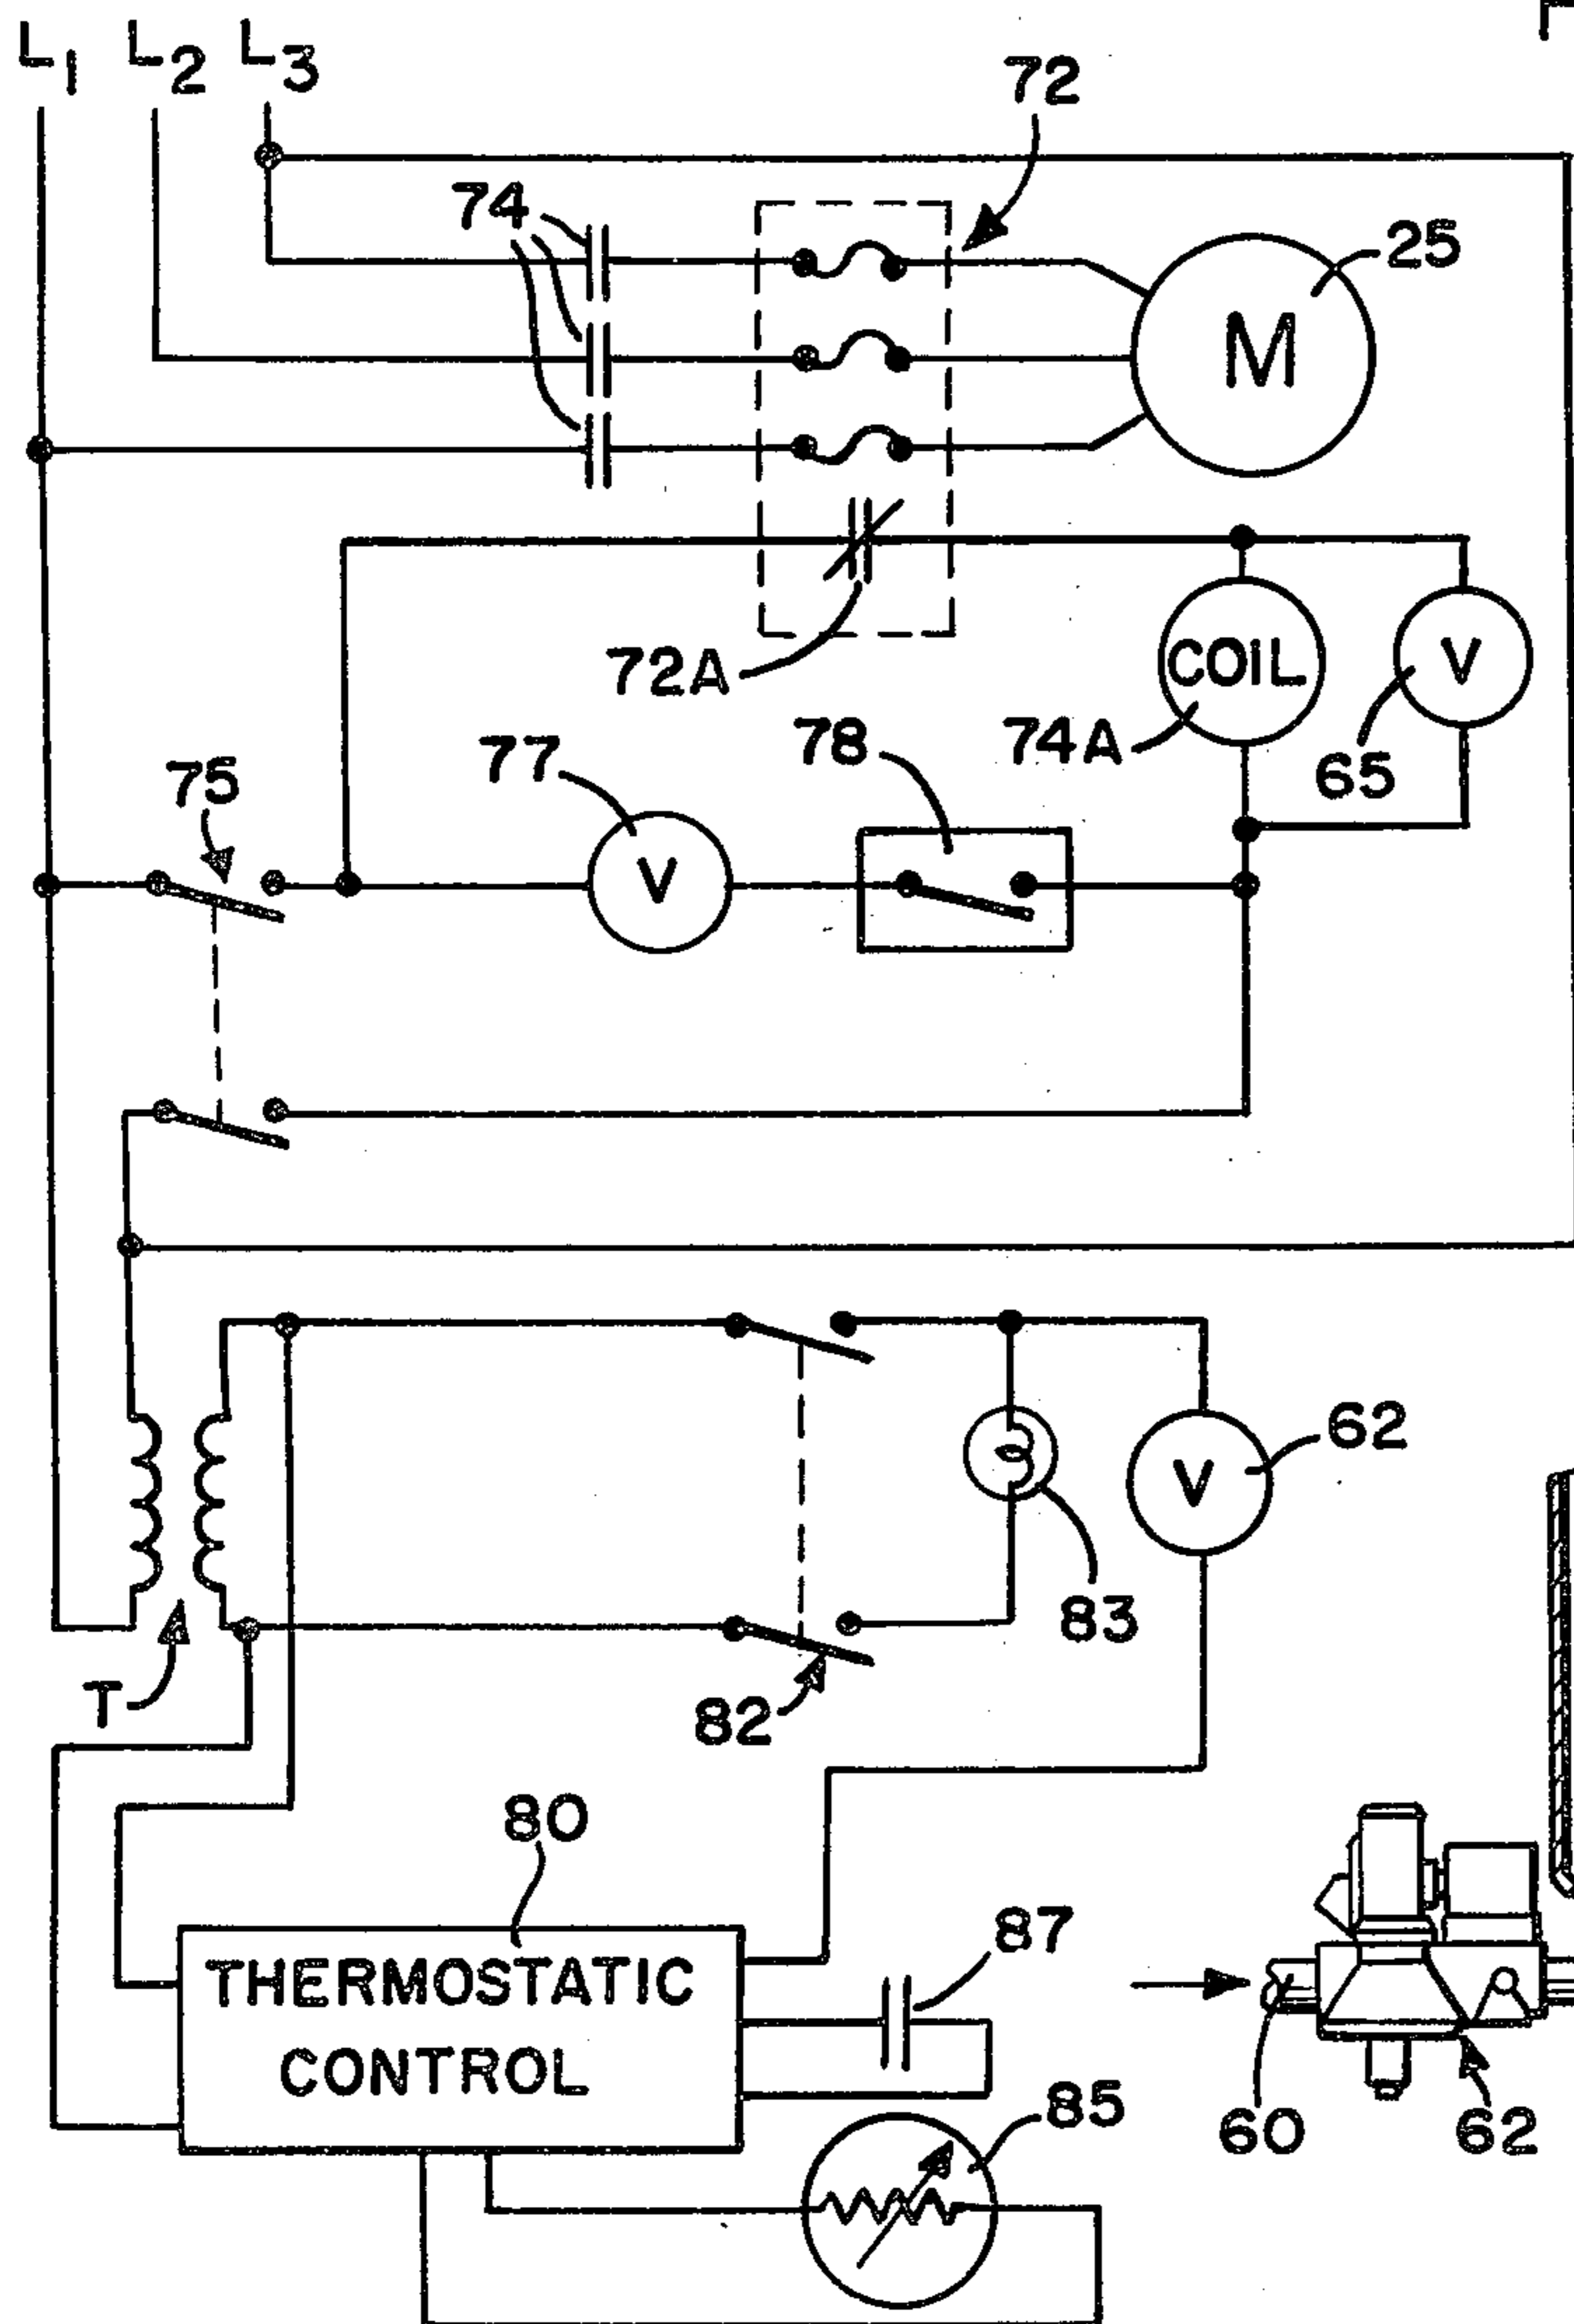 L1 L2 L3
72
74
25
M
72A
COIL
V
74A
65
75
77
78
V
62
V
83
T
82
80
THERMOSTATIC
CONTROL
87
85
60
62